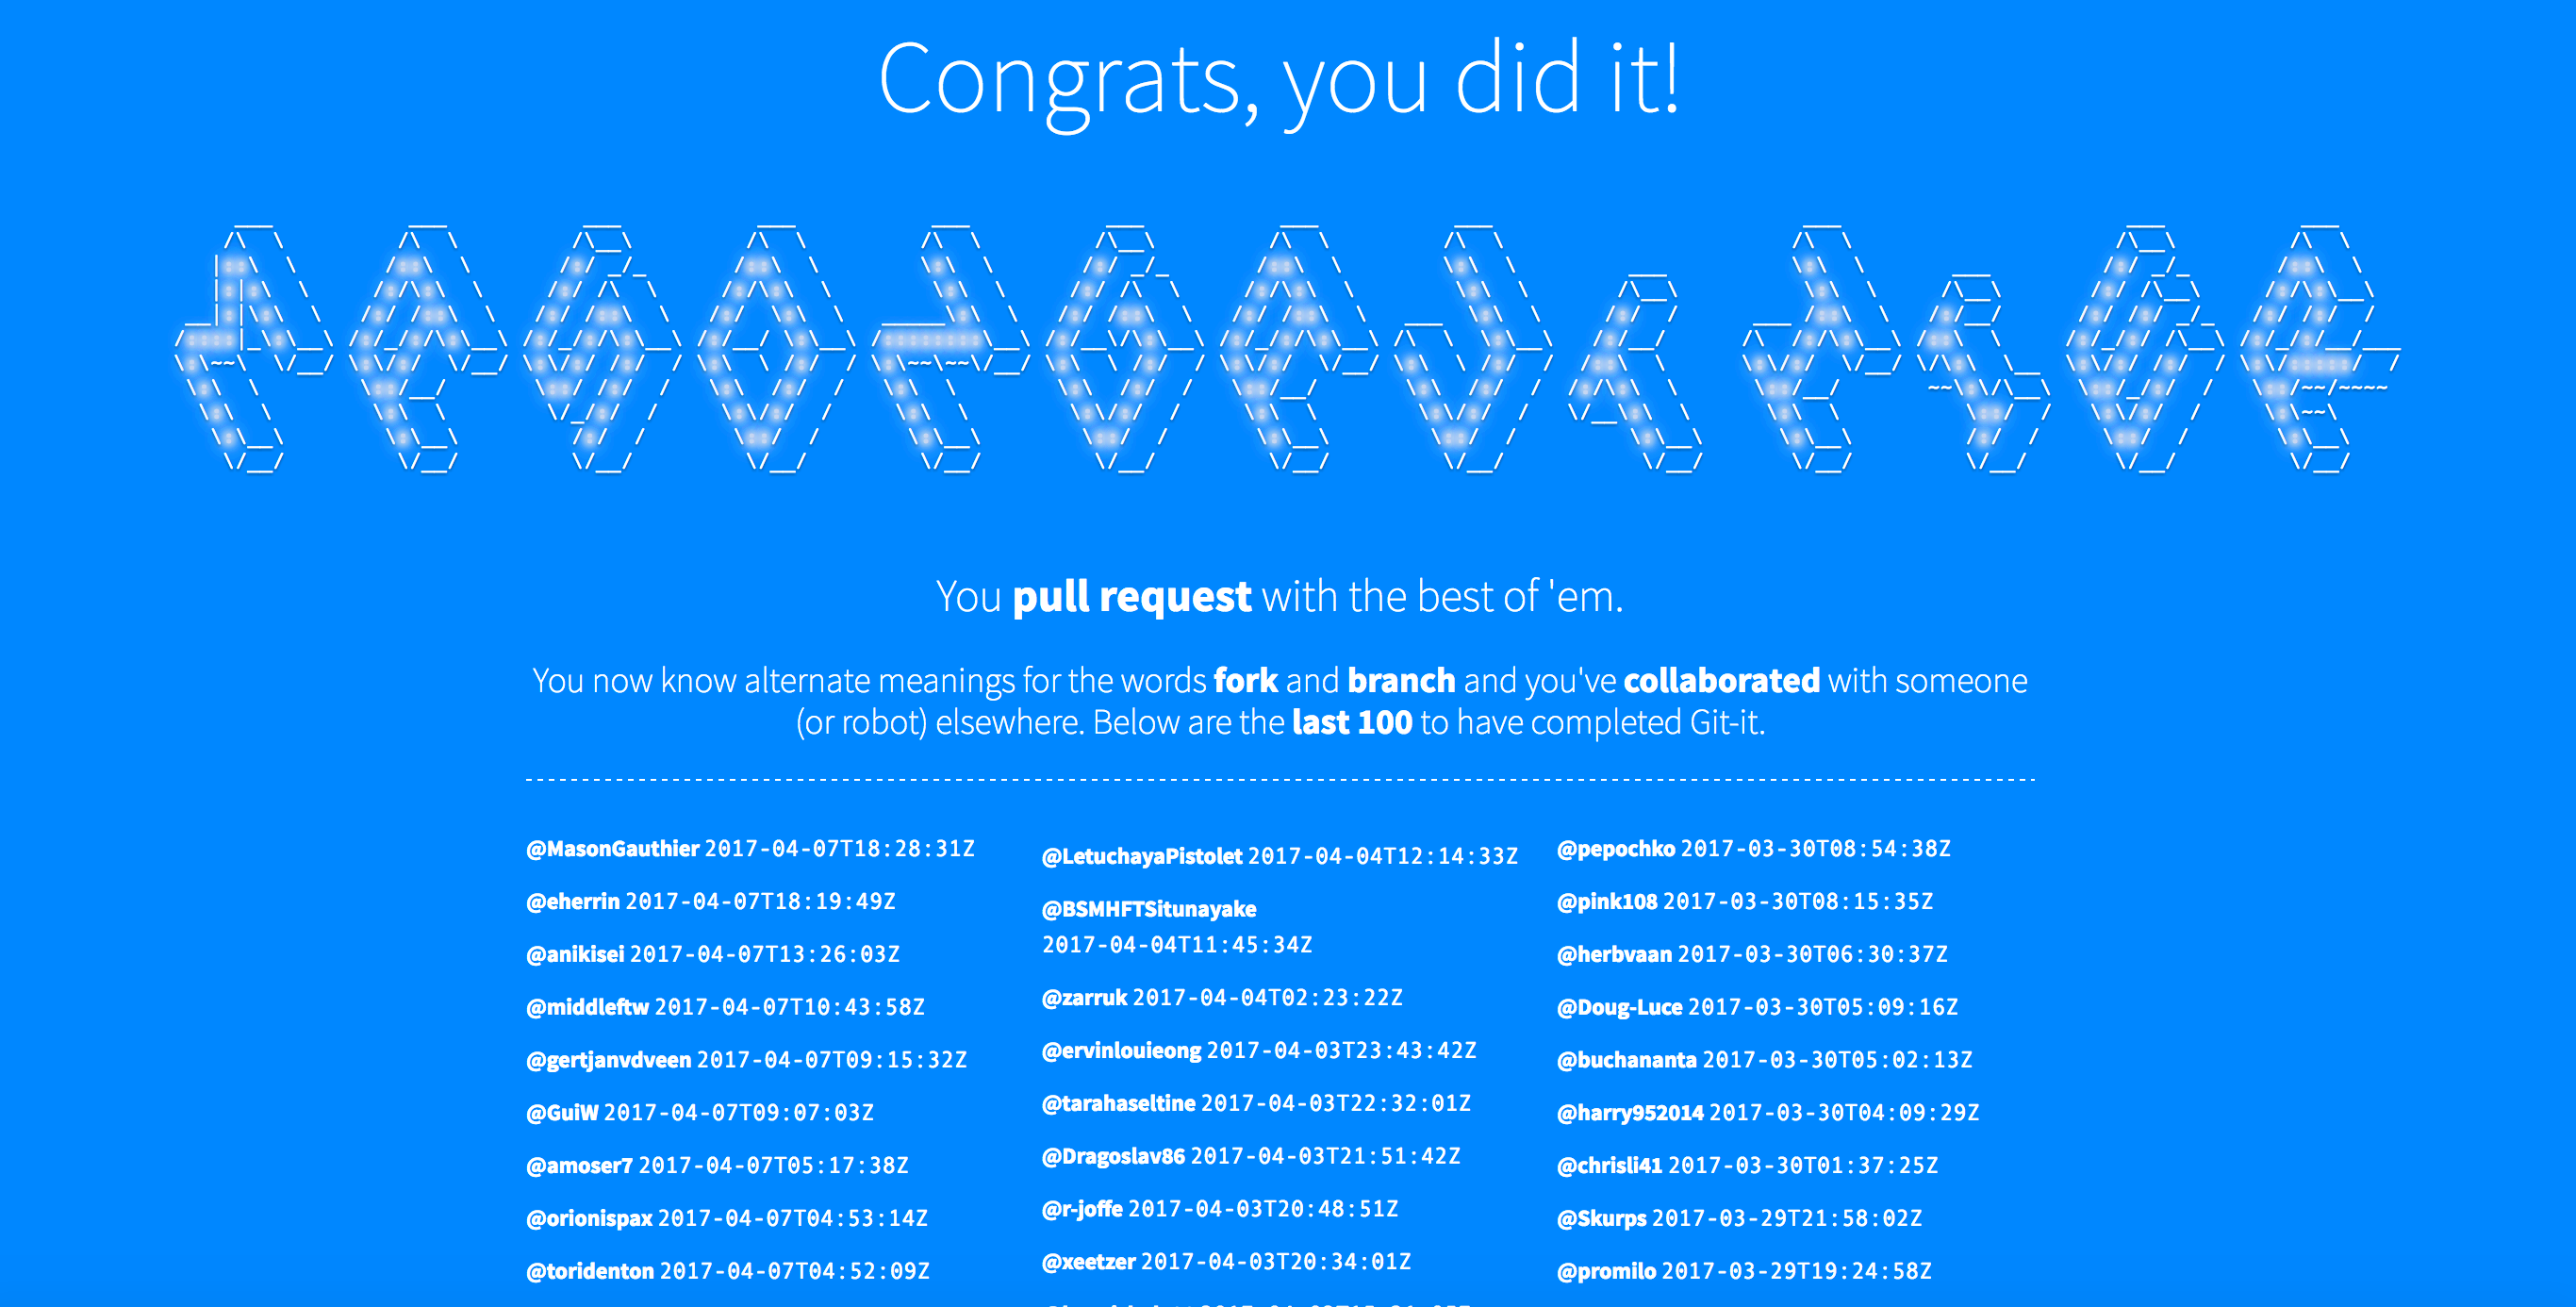 Congrats, you did it!
MASONGAUTHIER
You pull request with the best of 'em.
You now know alternate meanings for the words fork and branch and you've collaborated with someone
(or robot) elsewhere. Below are the last 100 to have completed Git-it.
@MasonGauthier 2017-04-07T18:28:31Z
@eherrin 2017-04-07T18:19:49Z
@anikisei 2017-04-07T13:26:03Z
@middleftw 2017-04-07T10:43:58Z
@gertjanvdveen 2017-04-07T09:15:32Z
@GuiW 2017-04-07T09:07:03Z
@amoser7 2017-04-07T05:17:38Z
@orionispax 2017-04-07T04:53:14Z
@toridenton 2017-04-07T04:52:09Z
@LetuchayaPistolet 2017-04-04T12:14:33Z
@BSMHFTSitunayake
2017-04-04T11:45:34Z
@zarruk 2017-04-04T02:23:22Z
@ervinlouieong 2017-04-03T23:43:42Z
@tarahaseltine 2017-04-03T22:32:01Z
@Dragoslav86 2017-04-03T21:51:42Z
@r-joffe 2017-04-03T20:48:51Z
@xeetzer 2017-04-03T20:34:01Z
@pepochko 2017-03-30T08:54:38Z
@pink108 2017-03-30T08:15:35Z
@herbvaan 2017-03-30T06:30:37Z
@Doug-Luce 2017-03-30T05:09:16Z
@buchananta 2017-03-30T05:02:13Z
@harry952014 2017-03-30T04:09:29Z
@chrisli41 2017-03-30T01:37:25Z
@Skurps 2017-03-29T21:58:02Z
@promilo 2017-03-29T19:24:58Z